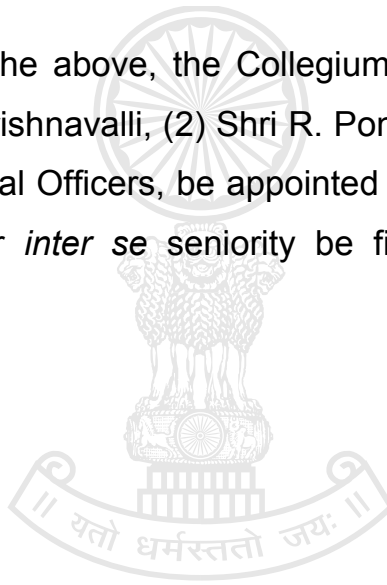 he above, the Collegium
ishnavalli, (2) Shri R. Pon
al Officers, be appointed
r inter se seniority be fi
॥ यतो धर्मस्ततो जयः ॥